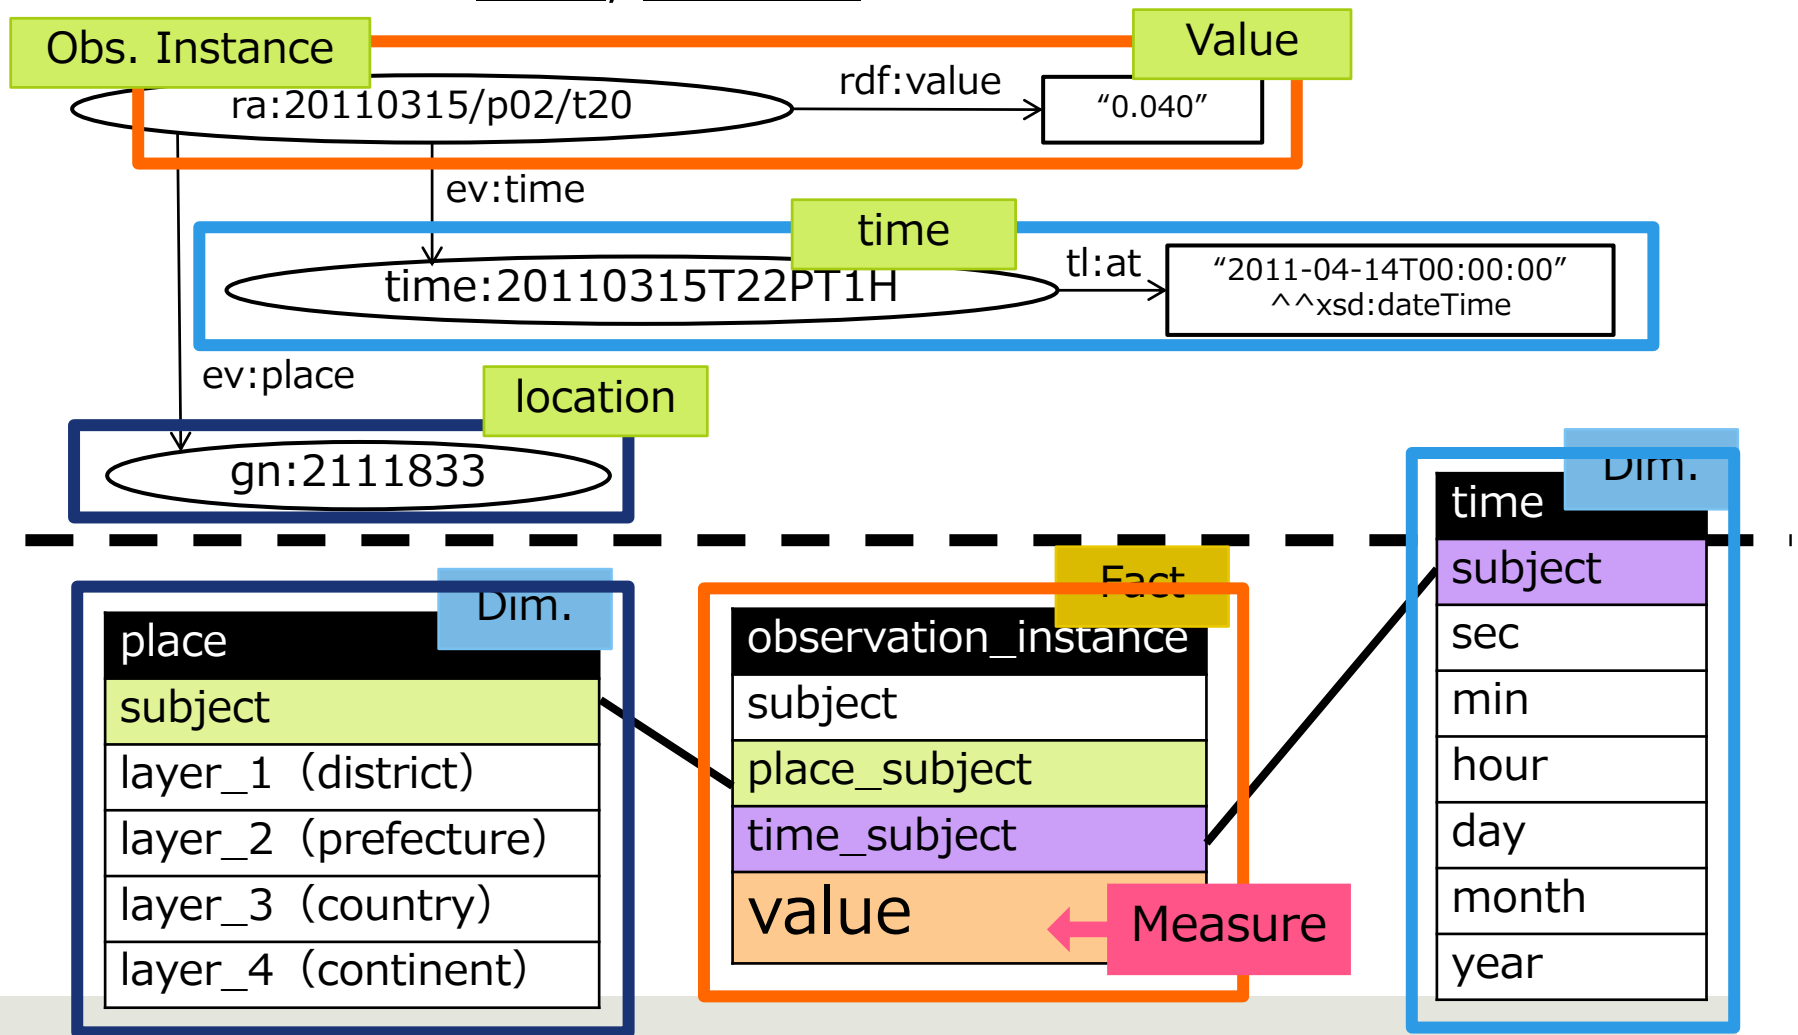 Obs. Instance
Value
ra:20110315/p02/t20
rdf:value
“0.040”
ev:time
time
time:20110315T22PT1H
tl:at
“2011-04-14T00:00:00”
^^xsd:dateTime
ev:place
location
gn:2111833
Dim.
place
subject
layer_1（district）
layer_2（prefecture）
layer_3（country）
layer_4（continent）
Fact
observation_instance
subject
place_subject
time_subject
value
Measure
Dim.
time
subject
sec
min
hour
day
month
year